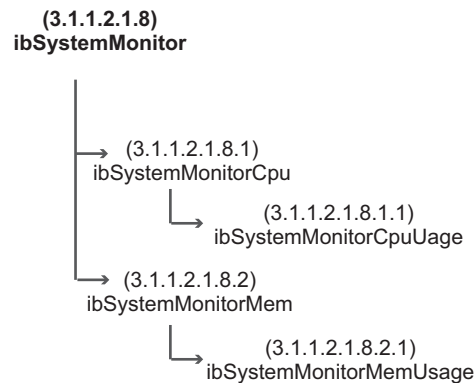 (3.1.1.2.1.8)
ibSystemMonitor
(3.1.1.2.1.8.1)
ibSystemMonitorCpu
(3.1.1.2.1.8.1.1)
ibSystemMonitorCpuUage
(3.1.1.2.1.8.2)
ibSystemMonitorMem
(3.1.1.2.1.8.2.1)
ibSystemMonitorMemUsage